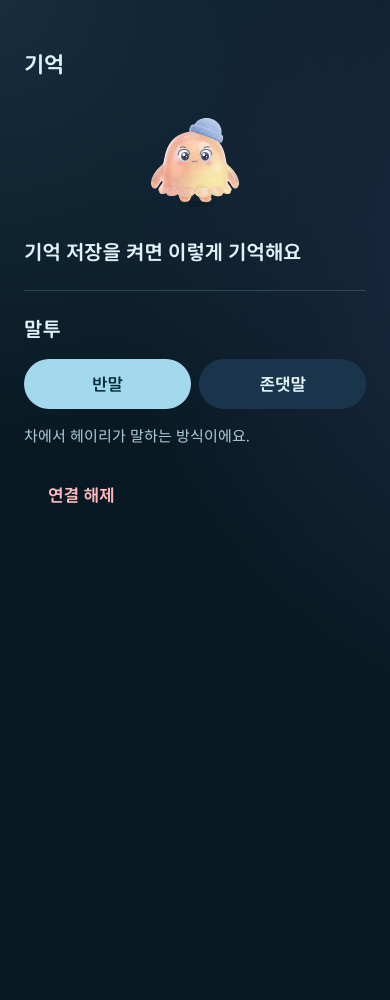 기억
기억 저장을 켜면 이렇게 기억해요
말투
반말
존댓말
차에서 헤이리가 말하는 방식이에요.
연결 해제